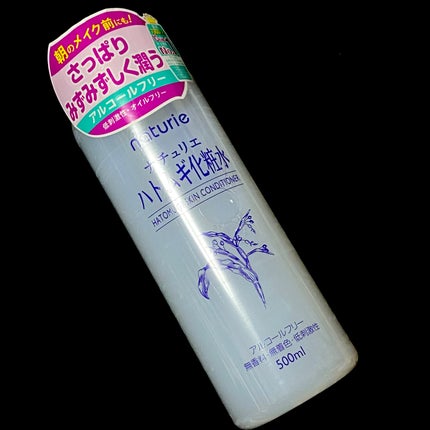 朝のメイク前にも!
さっぱり
みずみずしく潤う
アルコールフリー
低刺激性・オイルフリー
naturie
ナチュリエ
ハトムギ化粧水
HATOMUGI SKIN CONDITIONER
アルコールフリー
無香料・無着色・低刺激性
500ml